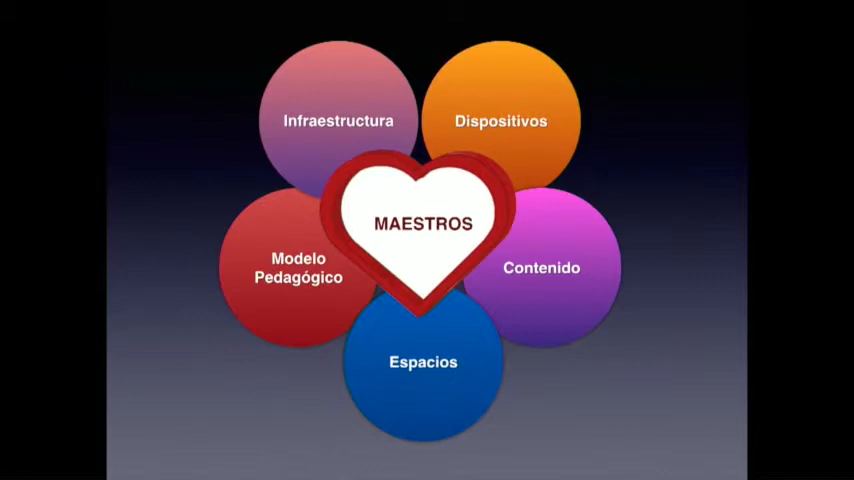 Infraestructura
Dispositivos
MAESTROS
Modelo
Pedagógico
Contenido
Espacios